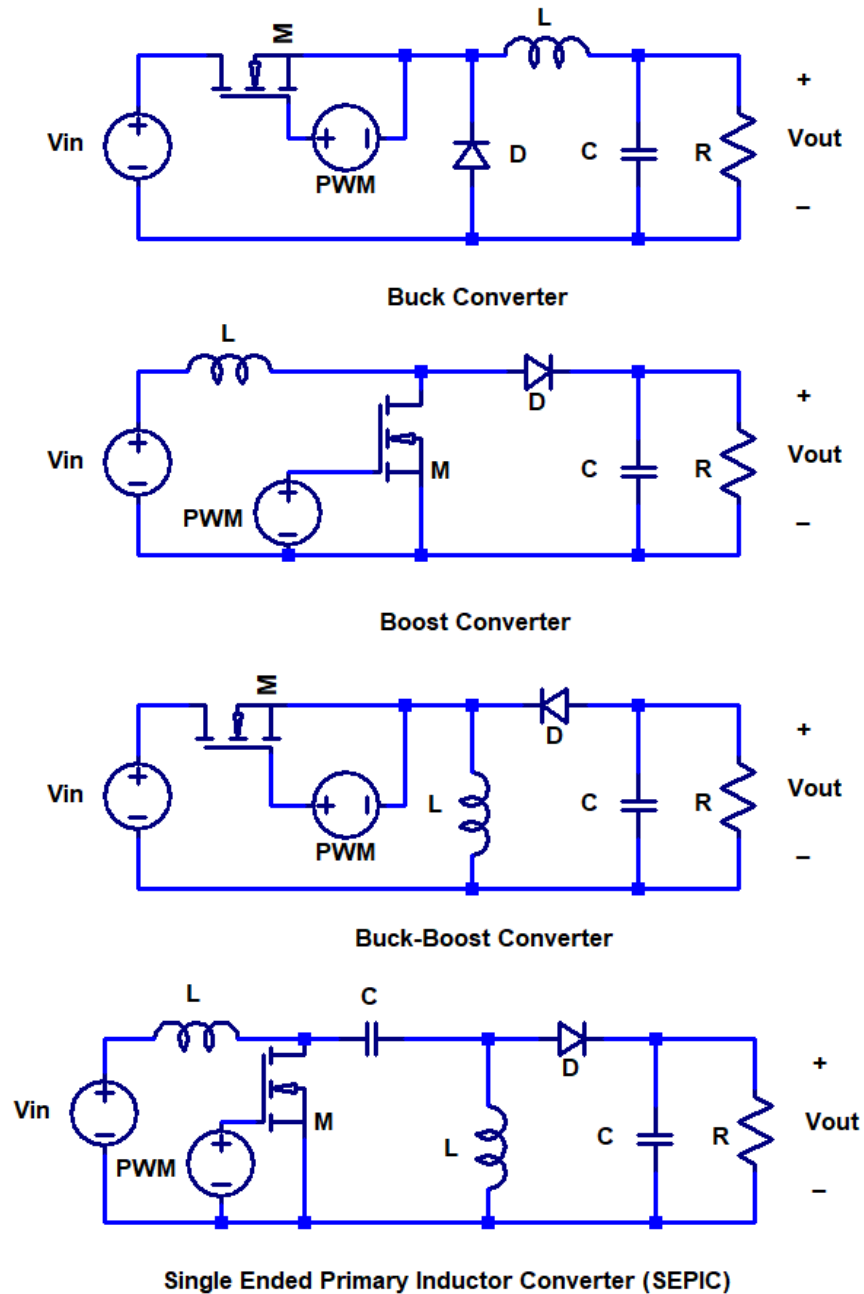 M
L
+
Vin
PWM
D
C
R
Vout
–
Buck Converter
L
D
+
Vin
M
C
R
Vout
PWM
–
Boost Converter
M
D
+
Vin
L
C
R
Vout
PWM
–
Buck-Boost Converter
L
C
D
+
Vin
M
PWM
L
C
R
Vout
–
Single Ended Primary Inductor Converter (SEPIC)